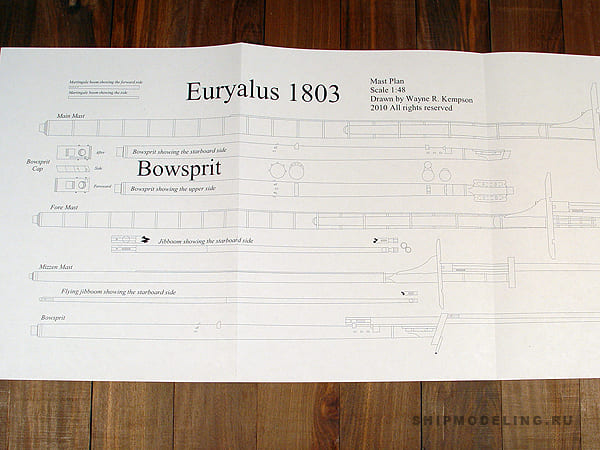 Martingale boom showing the forward side
Martingale boom showing the side
Euryalus 1803
Mast Plan
Scale 1:48
Drawn by Wayne R. Kempson
2010 All rights reserved
Main Mast
Bowsprit
Cap
After
Side
Forward
Bowsprit showing the starboard side
Bowsprit
Bowsprit showing the upper side
Fore Mast
Jibboom showing the starboard side
Mizzen Mast
Flying jibboom showing the starboard side
Bowsprit
SHIPMODELING.RU